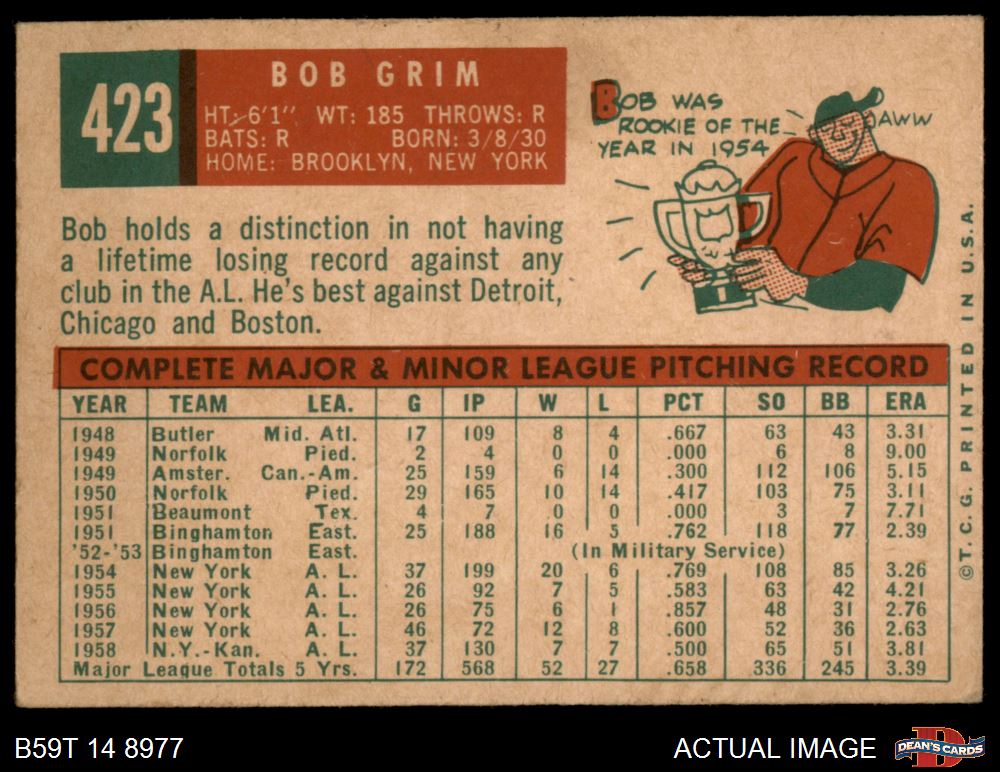 423
BOB GRIM
HT: 6'1" WT: 185 THROWS: R
BATS: R BORN: 3/8/30
HOME: BROOKLYN, NEW YORK
BOB WAS
ROOKIE OF THE
YEAR IN 1954
AWW
1
Bob holds a distinction in not having
a lifetime losing record against any
club in the A.L. He's best against Detroit,
Chicago and Boston.
COMPLETE MAJOR & MINOR LEAGUE PITCHING RECORD
YEAR TEAM LEA. G IP W L PCT SO BB ERA
1948 Butler Mid. Atl. 17 109 8 4 .667 63 43 3.31
1949 Norfolk Pied. 2 4 0 0 .000 6 8 9.00
1949 Amster. Can.-Am. 25 159 6 14 .300 112 106 5.15
1950 Norfolk Pied. 29 165 10 14 .417 103 75 3.11
1951 Beaumont Tex. 4 7 0 0 .000 3 7 7.71
1951 Binghamton East. 25 188 16 5 .762 118 77 2.39
'52-'53 Binghamton East. (In Military Service)
1954 New York A. L. 37 199 20 6 .769 108 85 3.26
1955 New York A. L. 26 92 7 5 .583 63 42 4.21
1956 New York A. L. 26 75 6 1 .857 48 31 2.76
1957 New York A. L. 46 72 12 8 .600 52 36 2.63
1958 N.Y.-Kan. A. L. 37 130 7 7 .500 65 51 3.81
Major League Totals 5 Yrs. 172 568 52 27 .658 336 245 3.39
©T. C. G. PRINTED IN U.S.A.
B59T 14 8977
ACTUAL IMAGE
DEAN'S CARDS